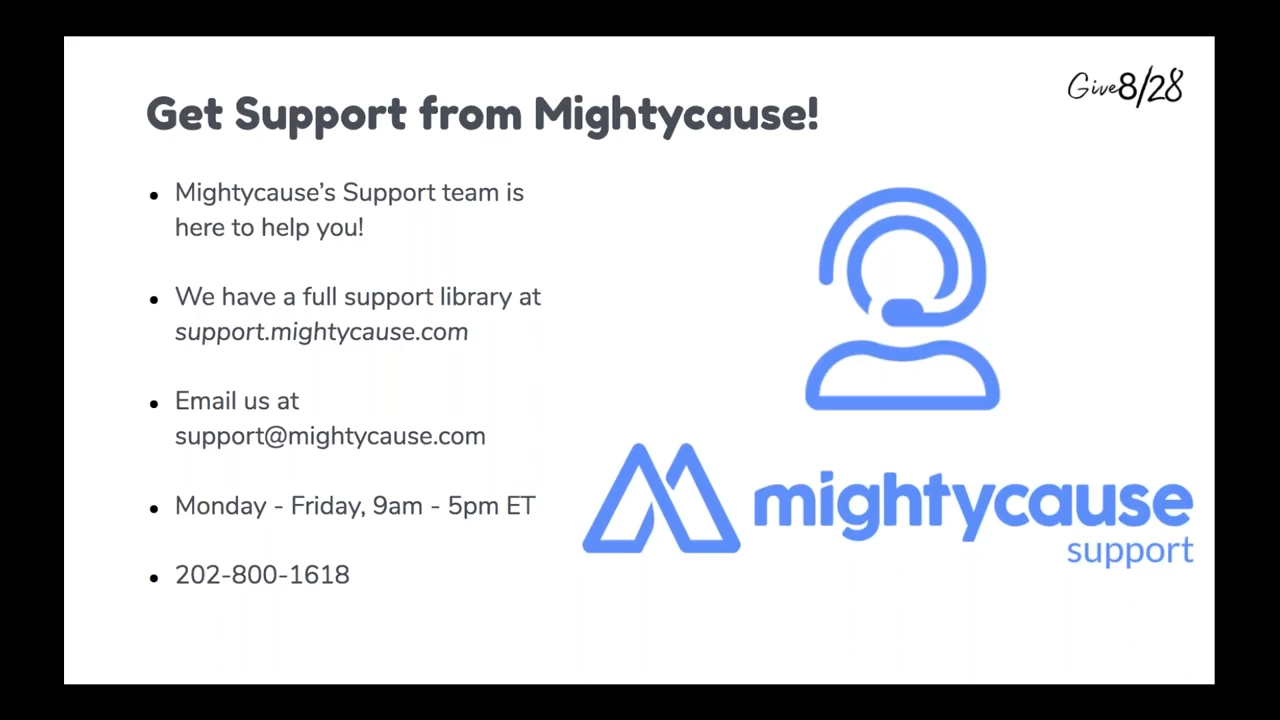 Give8/28
Get Support from Mightycause!
• Mightycause’s Support team is
here to help you!
• We have a full support library at
support.mightycause.com
• Email us at
support@mightycause.com
• Monday - Friday, 9am - 5pm ET
• 202-800-1618
mightycause
support